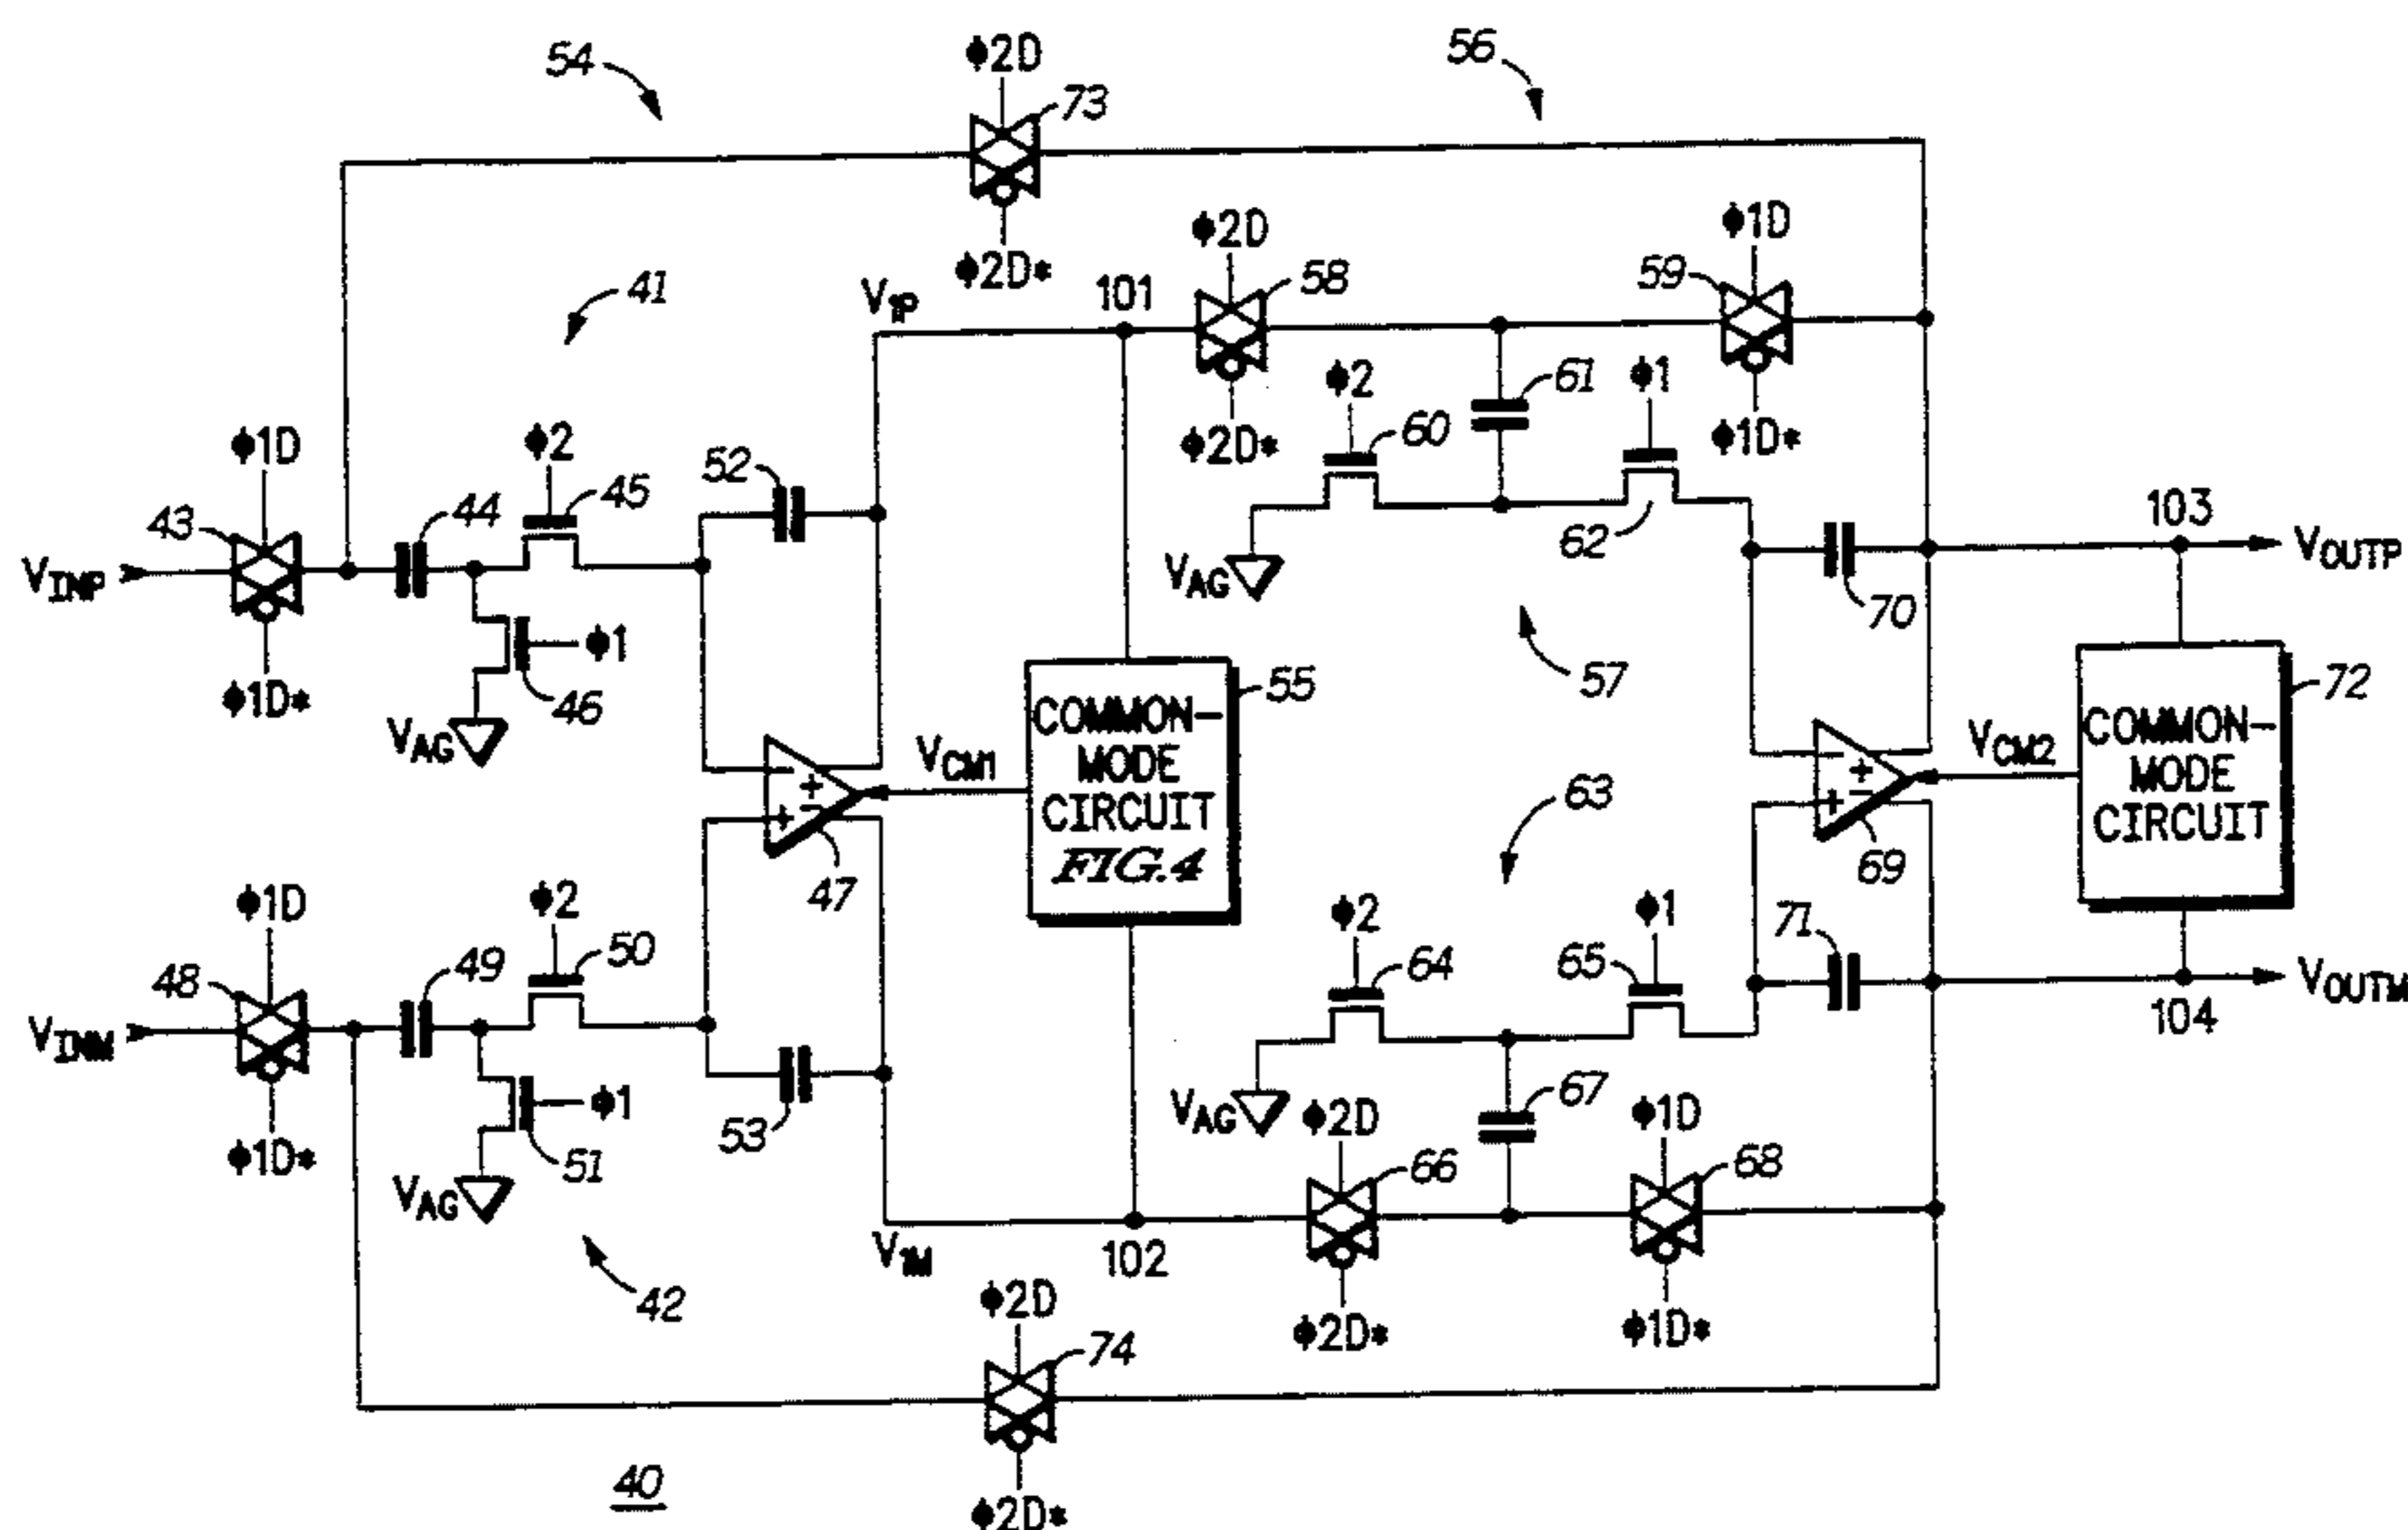 54
ϕ2D
56
73
ϕ2D*
41
V1P
101
ϕ2D
58
59
ϕ1D
ϕ2D*
ϕ2
60
61
ϕ1
62
ϕ1D*
ϕ1D
43
44
ϕ2
45
52
VINP
ϕ1D*
ϕ1
46
VAG
VAG
70
103
VOUTP
57
VCM1
COMMON-
MODE
CIRCUIT
FIG.4
55
47
VCM2
COMMON-
MODE
CIRCUIT
72
69
63
ϕ1D
48
49
ϕ2
50
VINM
ϕ1D*
ϕ1
51
VAG
53
42
ϕ2
64
ϕ1
65
71
VOUTM
104
VAG
67
ϕ2D
66
ϕ1D
68
V1M
102
ϕ2D*
ϕ1D*
ϕ2D
74
ϕ2D*
40